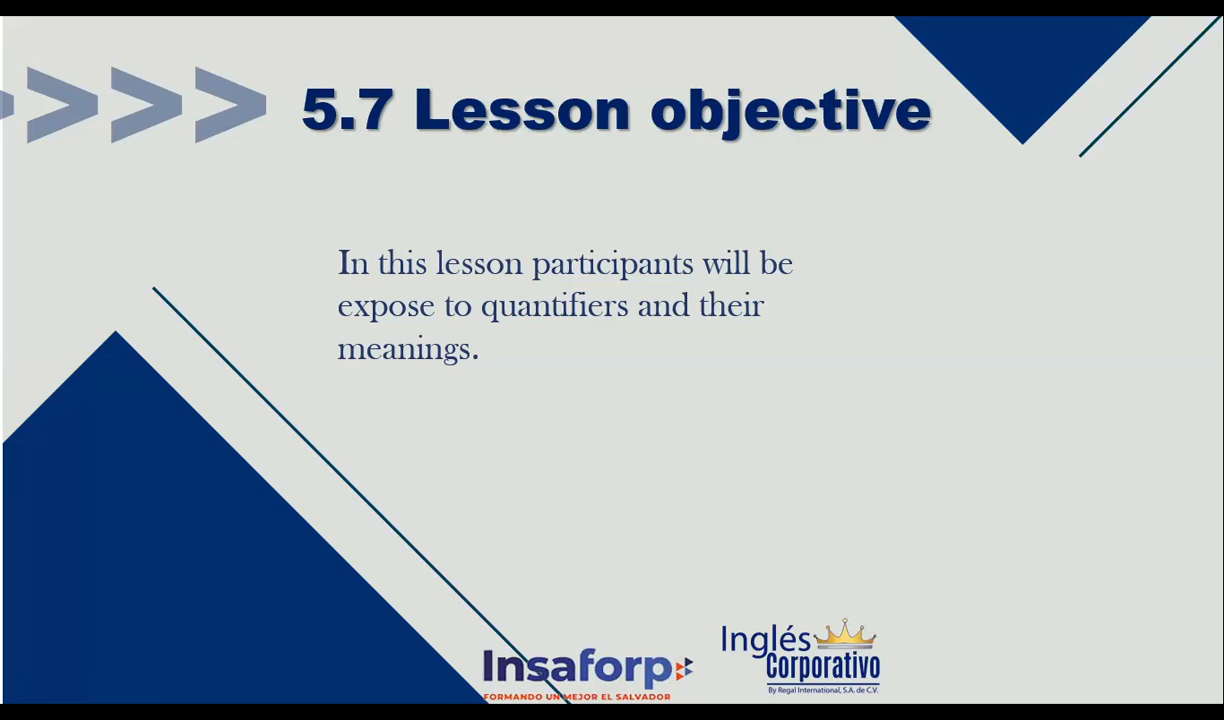 5.7 Lesson objective
In this lesson participants will be
expose to quantifiers and their
meanings.
Insaforp
FORMANDO UN MEJOR EL SALVADOR
Inglés
Corporativo
By Regal International, S.A. de C.V.